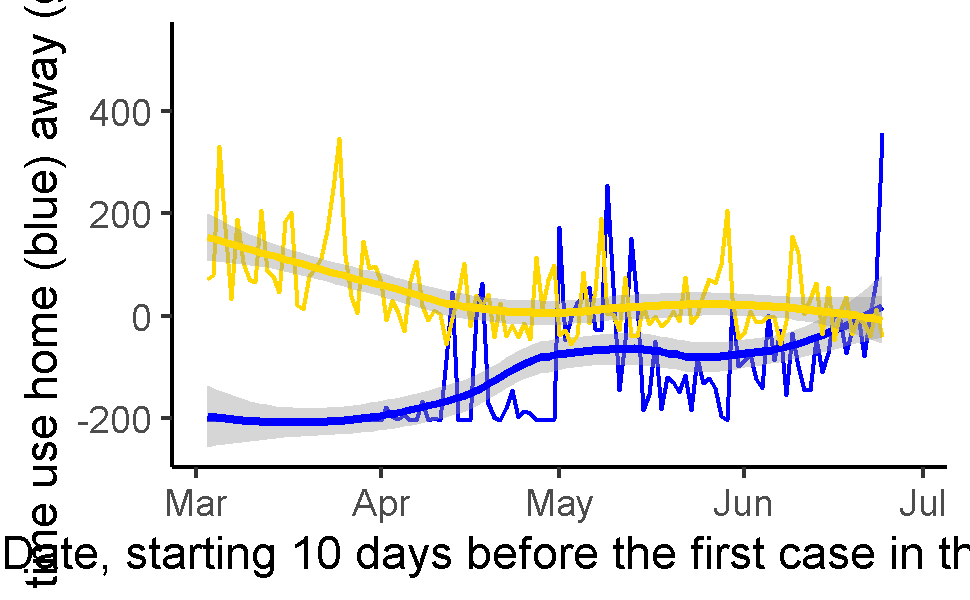 time use home (blue) away (g
400
200
0
-200
Mar Apr May Jun Jul
Date, starting 10 days before the first case in th